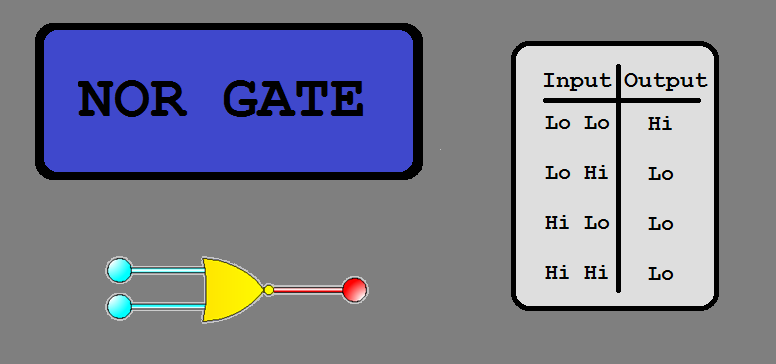 NOR GATE
Input Output
Lo Lo Hi
Lo Hi Lo
Hi Lo Lo
Hi Hi Lo